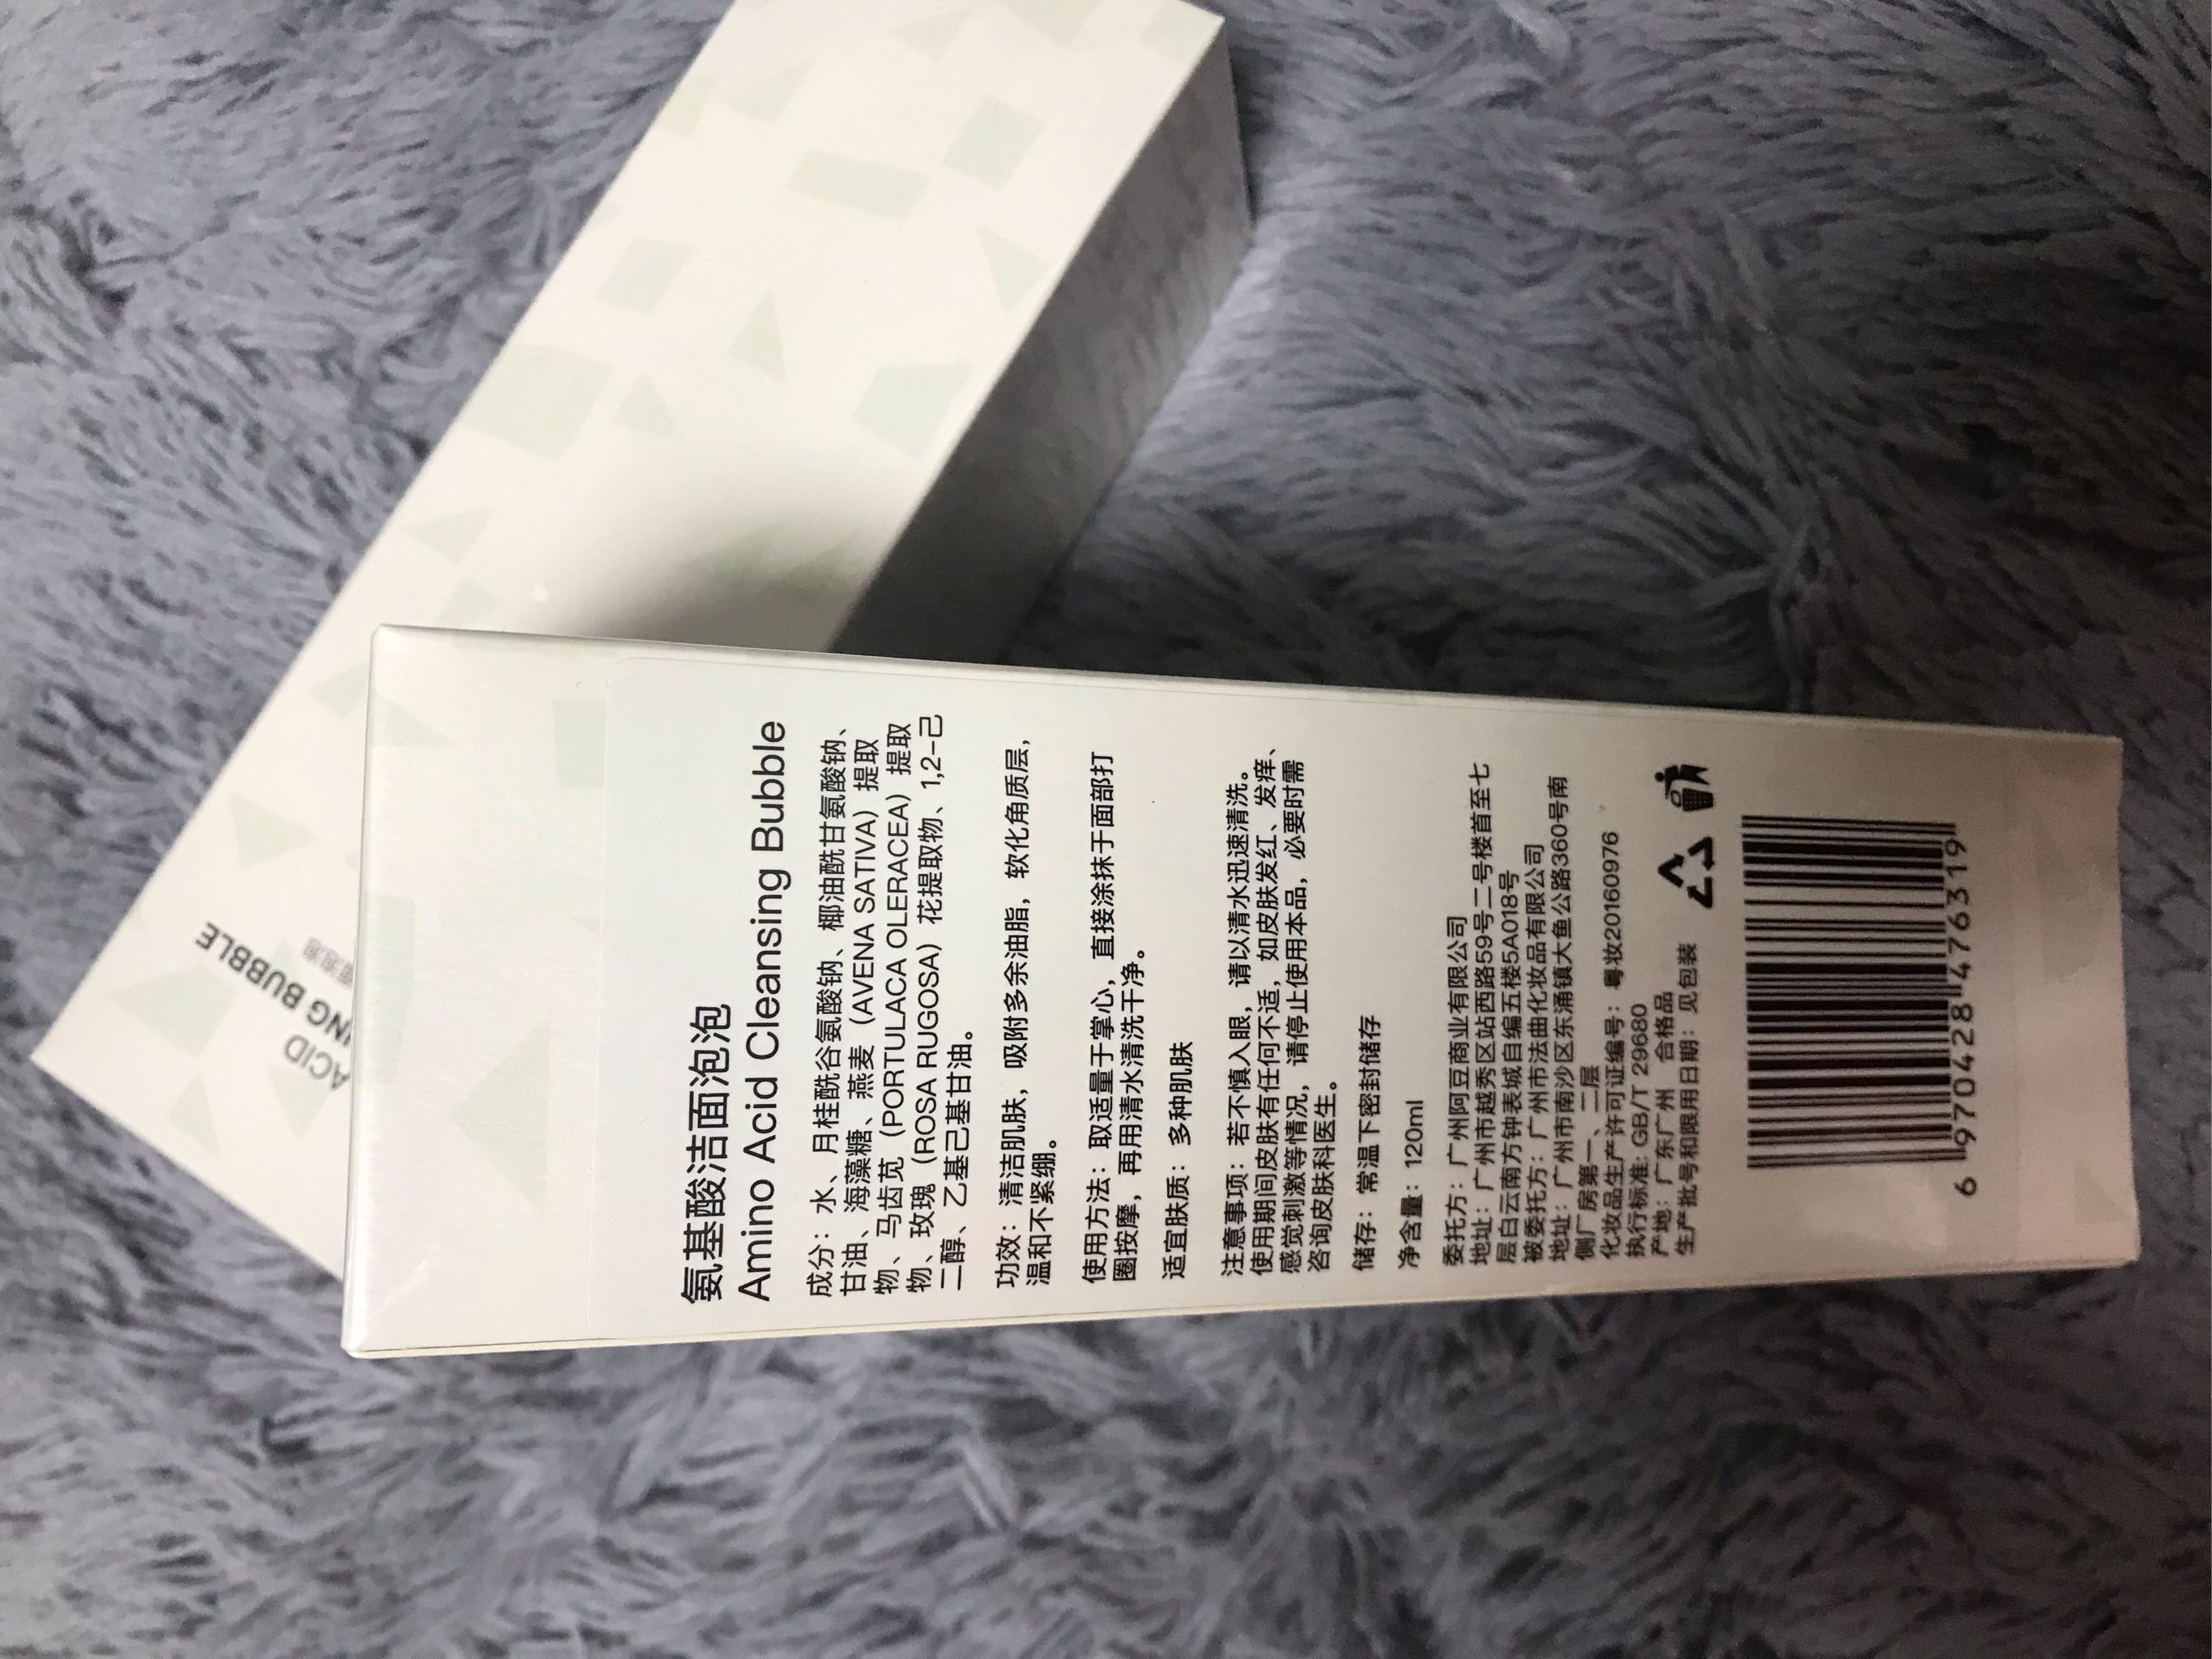 氨基酸洁面泡泡
Amino Acid Cleansing Bubble
成分：水、月桂酰谷氨酸钠、椰油酰甘氨酸钠、
甘油、海藻糖、燕麦（AVENA SATIVA）提取
物、马齿苋（PORTULACA OLERACEA）提取
物、玫瑰（ROSA RUGOSA）花提取物、1,2-己
二醇、乙基己基甘油。
功效：清洁肌肤，吸附多余油脂，软化角质层，
温和不紧绷。
使用方法：取适量于掌心，直接涂抹于面部打
圈按摩，再用清水清洗干净。
适宜肤质：多种肌肤
注意事项：若不慎入眼，请以清水迅速清洗。
使用期间皮肤有任何不适，如皮肤发红、发痒、
感觉刺激等情况，请停止使用本品，必要时需
咨询皮肤科医生。
储存：常温下密封储存
净含量：120ml
委托方：广州阿豆商业有限公司
地址：广州市越秀区站西路59号二号楼首至七
层白云南方钟表城自编五楼5A018号
被委托方：广州市法曲化妆品有限公司
地址：广州市南沙区东涌镇大鱼公路360号南
侧厂房第一、二层
化妆品生产许可证编号：粤妆20160976
执行标准: GB/T 29680
产地：广东广州 合格品
生产批号和限用日期：见包装
6 970428 476319
ACID
ING BUBBLE